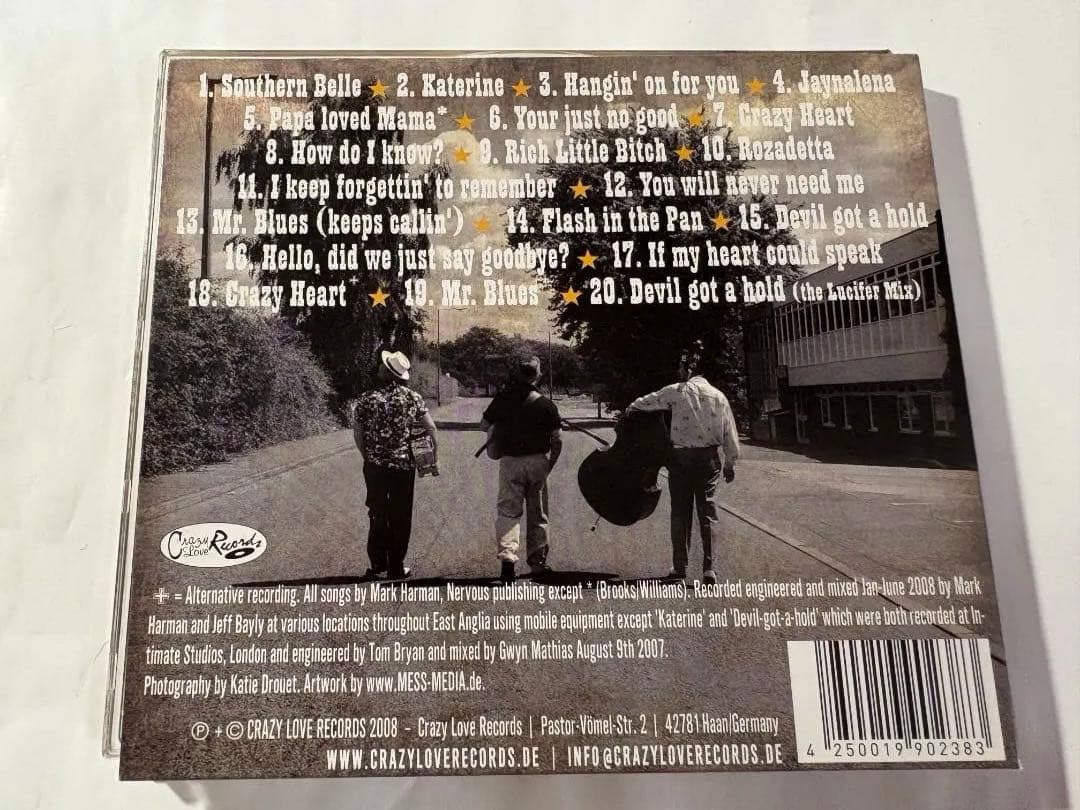 1. Southern Belle ★ 2. Katerine ★ 3. Hangin' on for you ★ 4. Jaynalena
5. Papa loved Mama* ★ 6. Your just no good ★ 7. Crazy Heart
8. How do I know? ★ 9. Rich Little Bitch ★ 10. Rozadetta
11. I keep forgettin' to remember ★ 12. You will never need me
13. Mr. Blues (keeps callin') ★ 14. Flash in the Pan ★ 15. Devil got a hold
16. Hello, did we just say goodbye? ★ 17. If my heart could speak
18. Crazy Heart+ ★ 19. Mr. Blues+ ★ 20. Devil got a hold (the Lucifer Mix)
Crazy Love Records
+ = Alternative recording. All songs by Mark Harman, Nervous publishing except * (Brooks/Williams). Recorded engineered and mixed Jan-June 2008 by Mark
Harman and Jeff Bayly at various locations throughout East Anglia using mobile equipment except 'Katerine' and 'Devil-got-a-hold' which were both recorded at In-
timate Studios, London and engineered by Tom Bryan and mixed by Gwyn Mathias August 9th 2007.
Photography by Katie Drouet. Artwork by www.MESS-MEDIA.de.
℗ + © CRAZY LOVE RECORDS 2008 - Crazy Love Records | Pastor-Vömel-Str. 2 | 42781 Haan/Germany
WWW.CRAZYLOVERECORDS.DE | INFO@CRAZYLOVERECORDS.DE
4 250019 902383